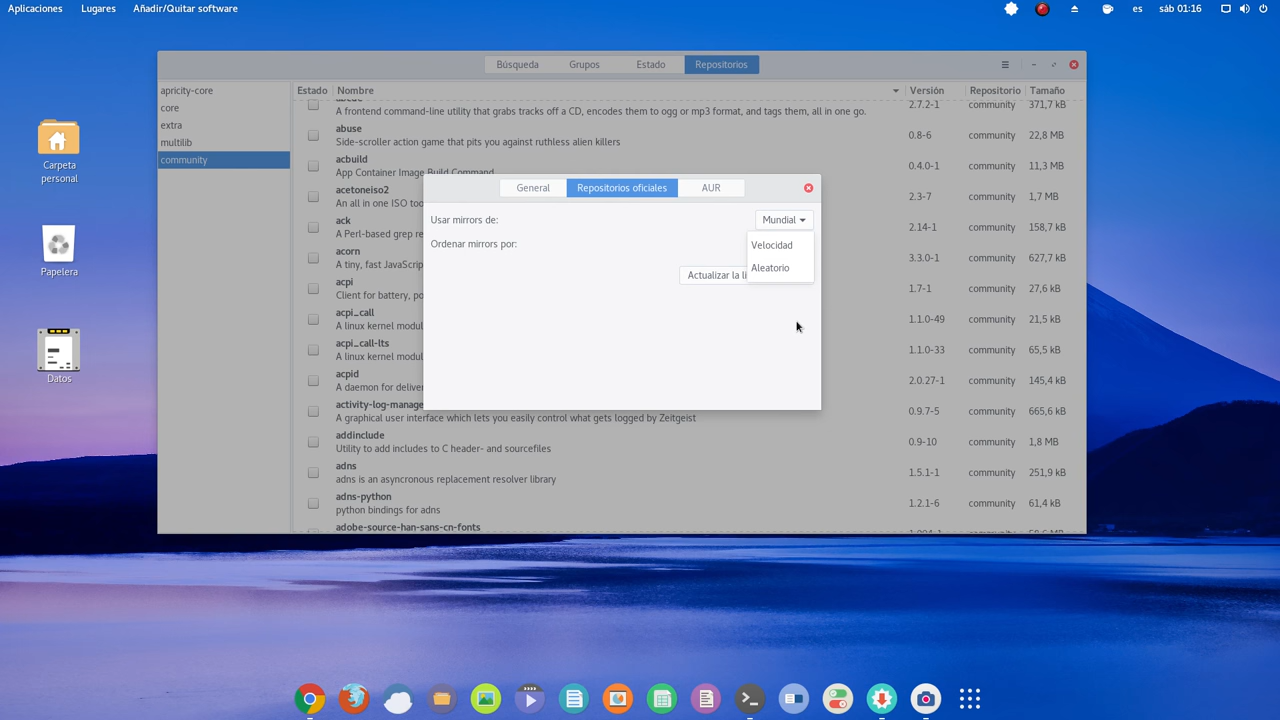 Aplicaciones Lugares Añadir/Quitar software es sáb 01:16
Búsqueda Grupos Estado Repositorios
apricity-core
core
extra
multilib
community
Estado Nombre Versión Repositorio Tamaño
A frontend command-line utility that grabs tracks off a CD, encodes them to ogg or mp3 format, and tags them, all in one go. 2.7.2-1 community 371,7 kB
abuse
Side-scroller action game that pits you against ruthless alien killers 0.8-6 community 22,8 MB
acbuild
App Container Image Build Command 0.4.0-1 community 11,3 MB
acetoneiso2
An all in one ISO too 2.3-7 community 1,7 MB
ack
A Perl-based grep re 2.14-1 community 158,7 kB
acorn
A tiny, fast JavaScrip 3.3.0-1 community 627,7 kB
acpi
Client for battery, po 1.7-1 community 27,6 kB
acpi_call
A linux kernel modul 1.1.0-49 community 21,5 kB
acpi_call-lts
A linux kernel modul 1.1.0-33 community 65,5 kB
acpid
A daemon for deliver 2.0.27-1 community 145,4 kB
activity-log-manage
A graphical user interface which lets you easily control what gets logged by Zeitgeist 0.9.7-5 community 665,6 kB
addinclude
Utility to add includes to C header- and sourcefiles 0.9-10 community 1,8 MB
adns
adns is an asyncronous replacement resolver library 1.5.1-1 community 251,9 kB
adns-python
python bindings for adns 1.2.1-6 community 61,4 kB
adobe-source-han-sans-cn-fonts
community
General Repositorios oficiales AUR
Usar mirrors de: Mundial
Ordenar mirrors por:
Velocidad
Aleatorio
Actualizar la li
Carpeta
personal
Papelera
Datos